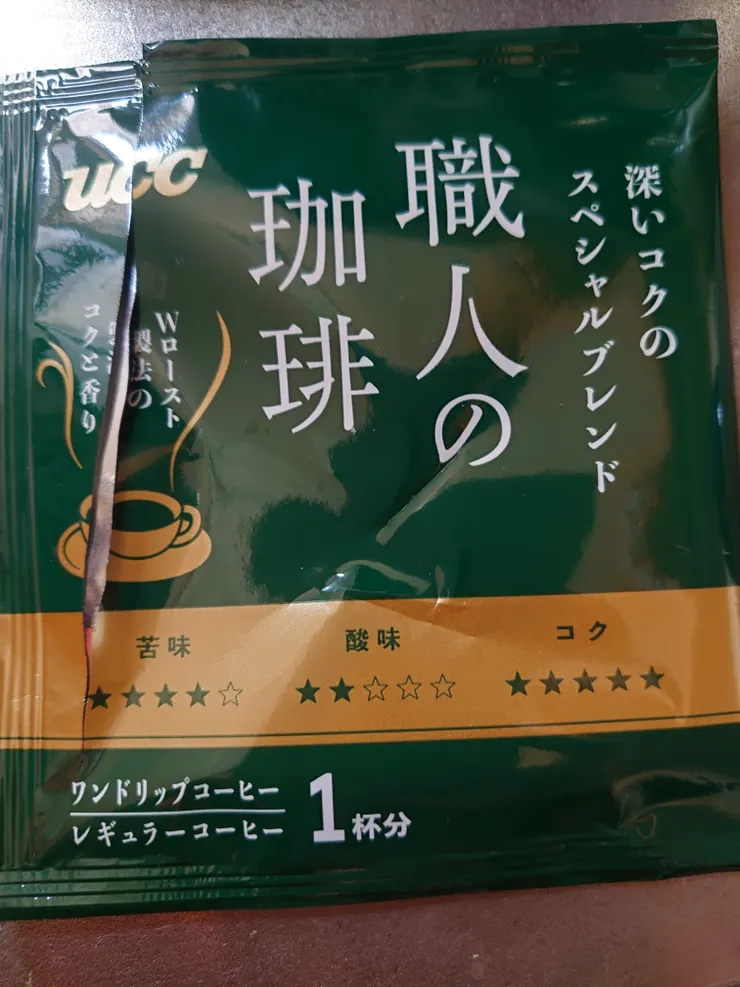 ucc
深いコクの
スペシャルブレンド
職人の
珈琲
Wロースト
製法の
コクと香り
苦味
★★★★☆
酸味
★★☆☆☆
コク
★★★★★
ワンドリップコーヒー
レギュラーコーヒー
1杯分